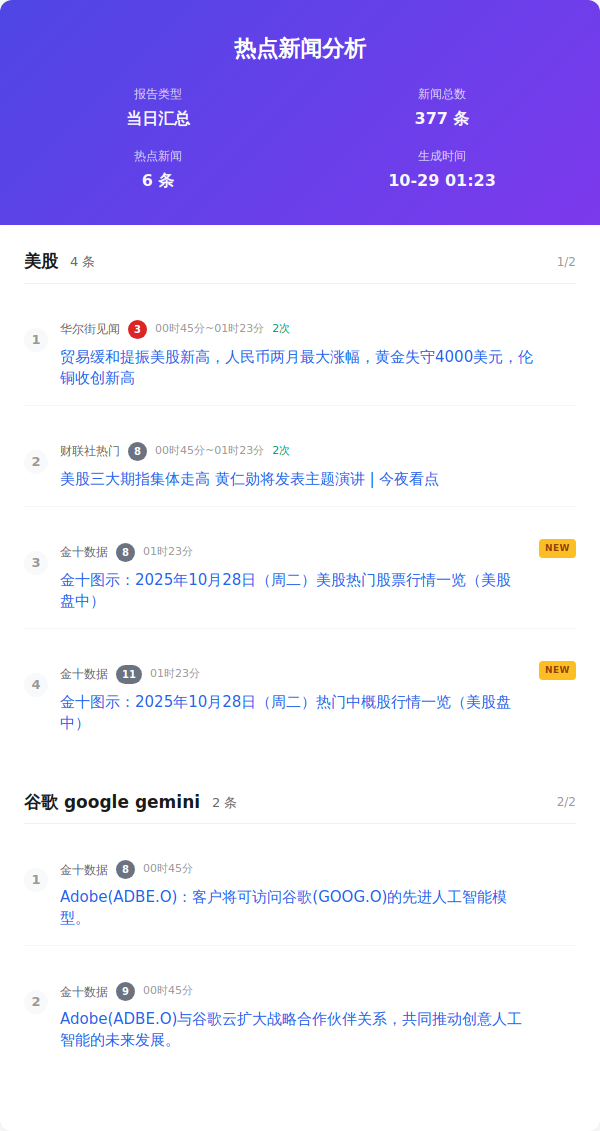 热点新闻分析
报告类型
新闻总数
当日汇总
377 条
热点新闻
生成时间
6 条
10-29 01:23
美股 4 条 1/2
1 华尔街见闻 3 00时45分~01时23分 2次
贸易缓和提振美股新高，人民币两月最大涨幅，黄金失守4000美元，伦
铜收创新高
2 财联社热门 8 00时45分~01时23分 2次
美股三大期指集体走高 黄仁勋将发表主题演讲 | 今夜看点
3 金十数据 8 01时23分 NEW
金十图示：2025年10月28日（周二）美股热门股票行情一览（美股
盘中）
4 金十数据 11 01时23分 NEW
金十图示：2025年10月28日（周二）热门中概股行情一览（美股盘
中）
谷歌 google gemini 2 条 2/2
1 金十数据 8 00时45分
Adobe(ADBE.O)：客户将可访问谷歌(GOOG.O)的先进人工智能模
型。
2 金十数据 9 00时45分
Adobe(ADBE.O)与谷歌云扩大战略合作伙伴关系，共同推动创意人工
智能的未来发展。